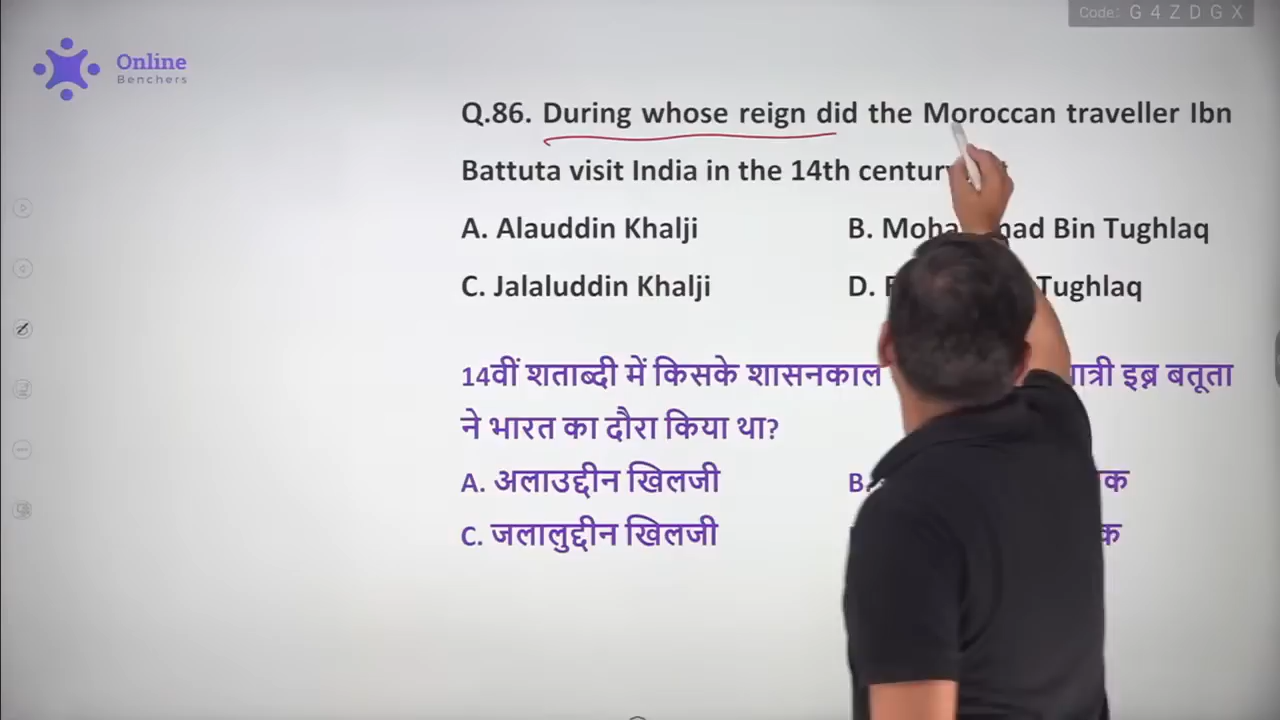 Code: G 4 Z D G X
Online
Benchers
Q.86. During whose reign did the Moroccan traveller Ibn
Battuta visit India in the 14th
A. Alauddin Khalji B. Bin Tughlaq
C. Jalaluddin Khalji D. Tughlaq
14वीं शताब्दी में किसके शासनकाल इब्न बतूता
ने भारत का दौरा किया था?
A. अलाउद्दीन खिलजी B.
C. जलालुद्दीन खिलजी